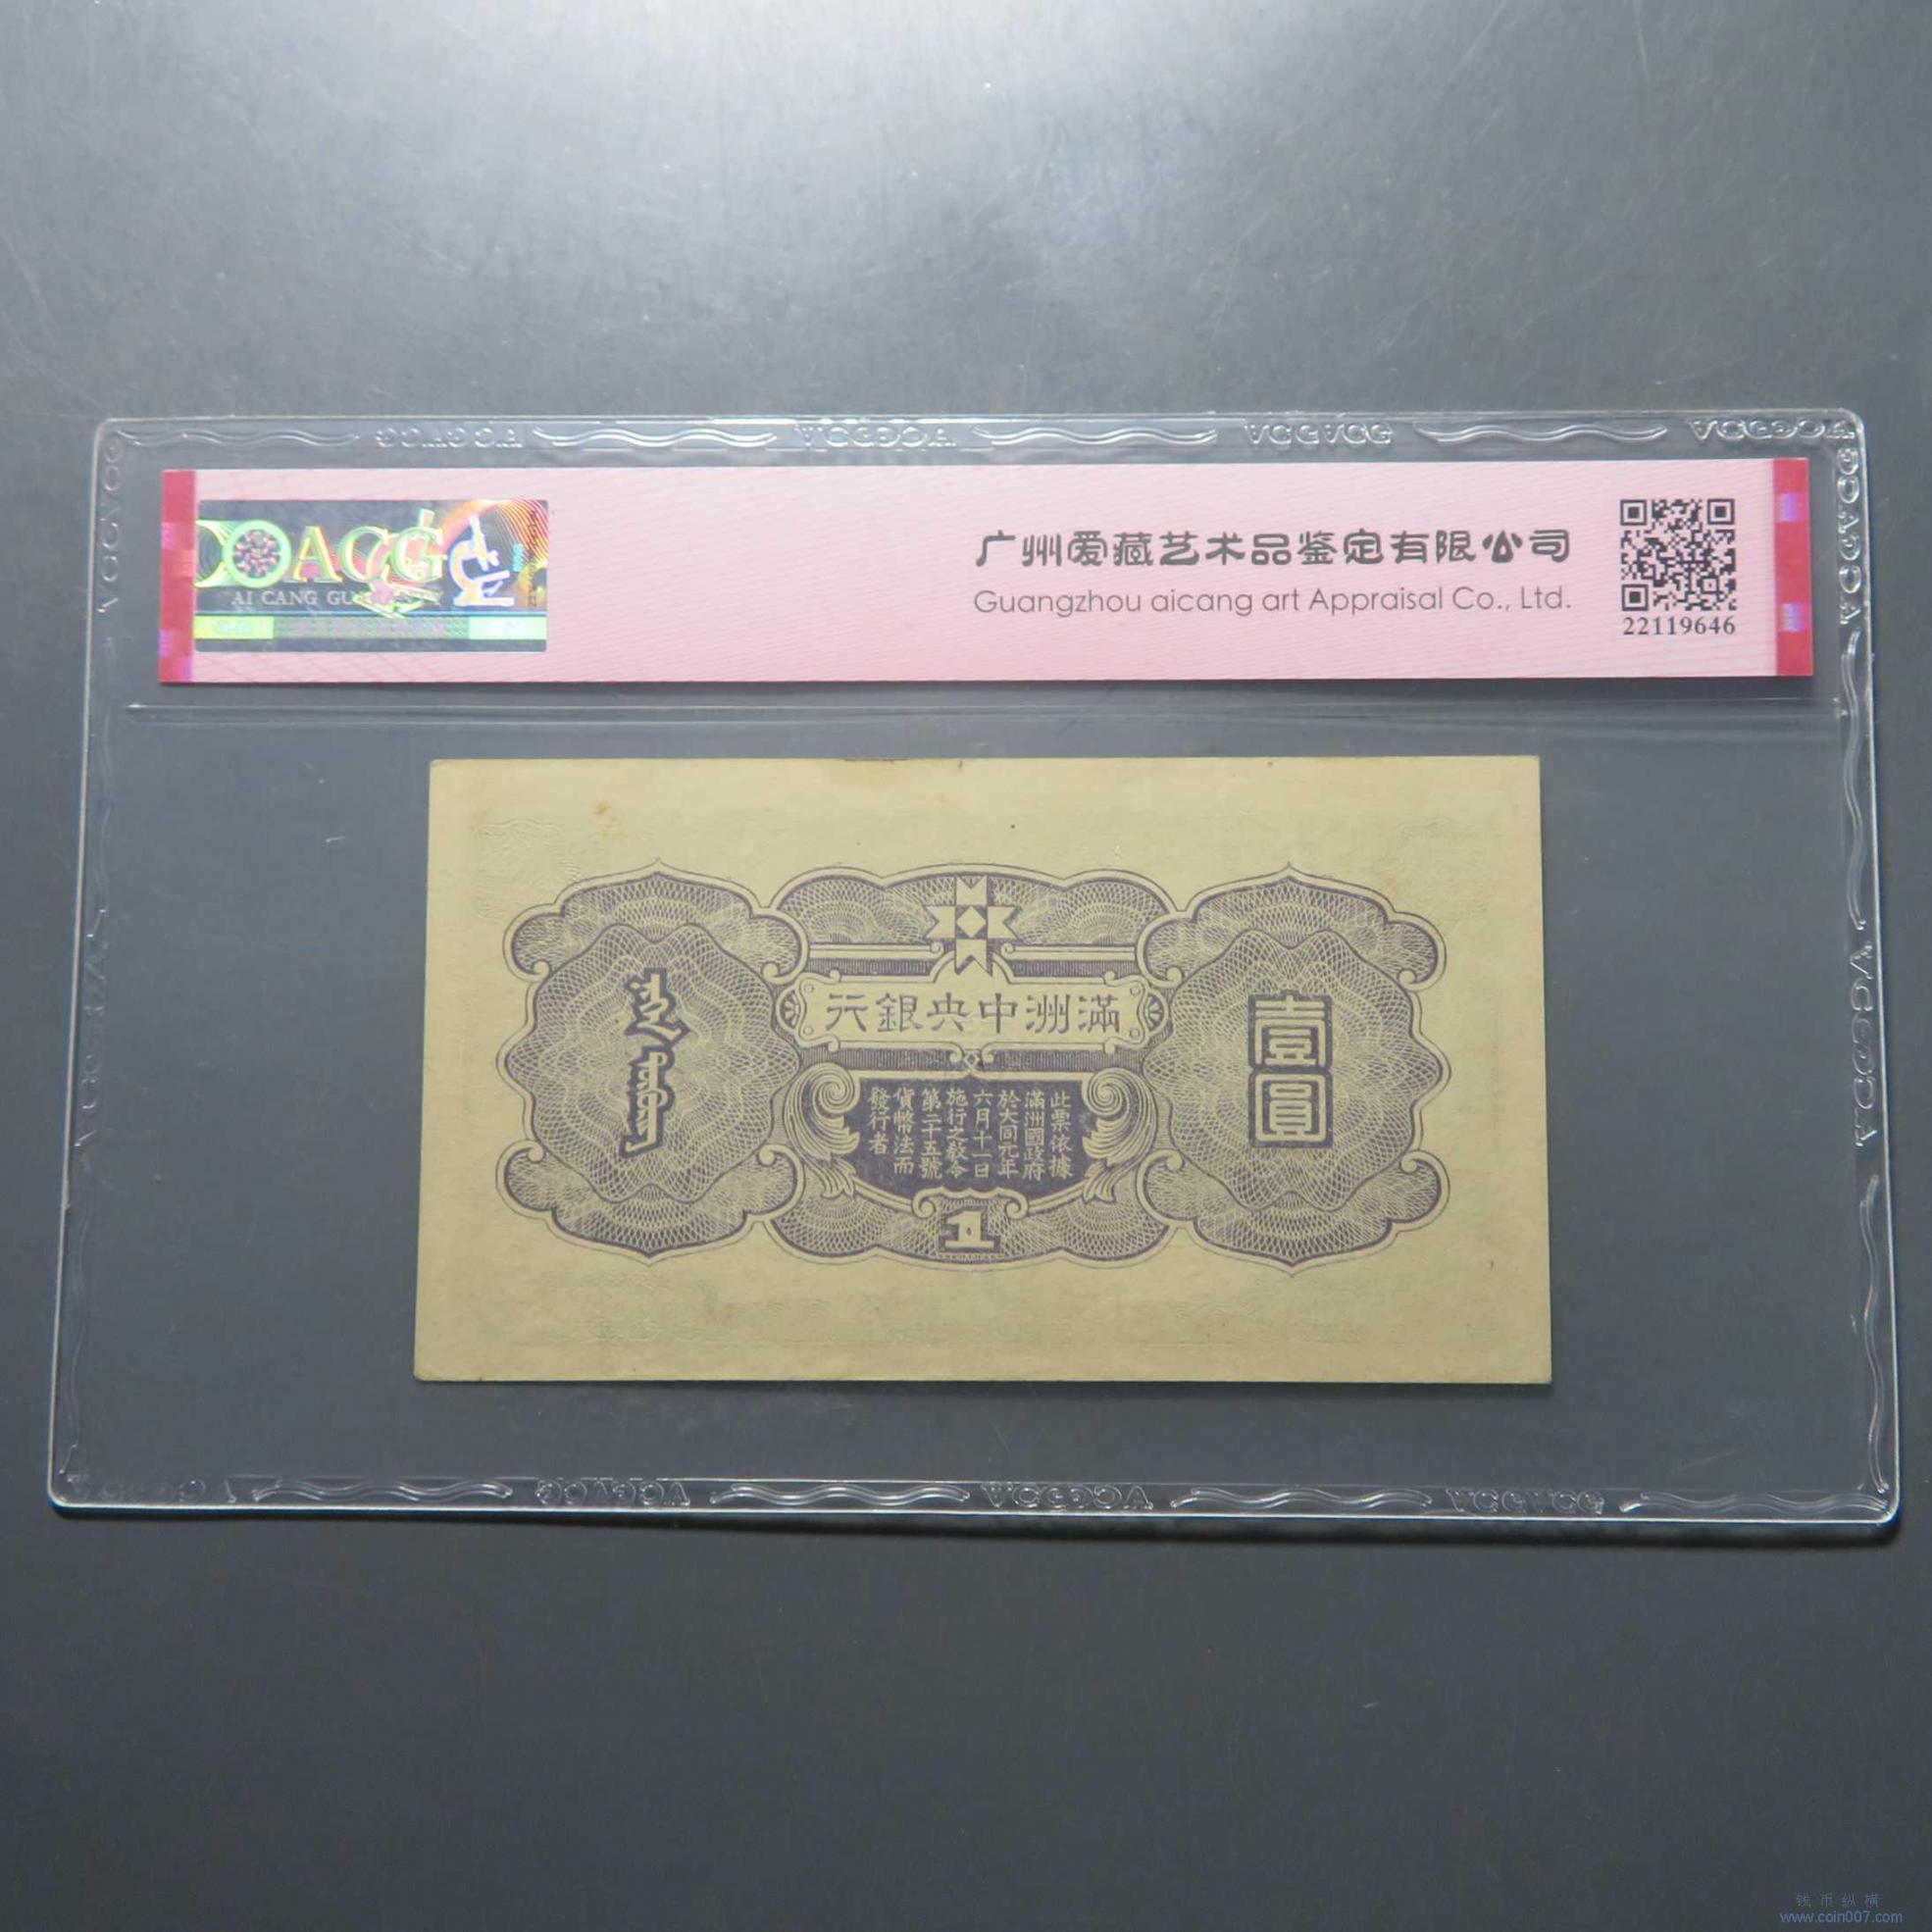 ACG
AI CANG GUARANTY
广州爱藏艺术品鉴定有限公司
Guangzhou aicang art Appraisal Co., Ltd.
22119646
滿洲中央銀行
壹圓
此票依據
滿洲國政府
於大同元年
六月十一日
施行之敎令
第二十五號
貨幣法而
發行者
1
钱币纵横
www.coin007.com